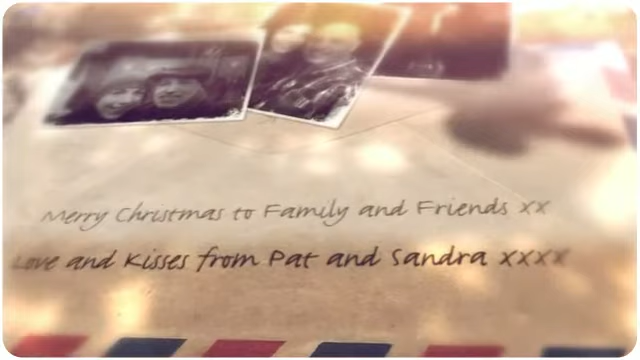 Merry Christmas to Family and Friends xx
Love and Kisses from Pat and Sandra xxxx